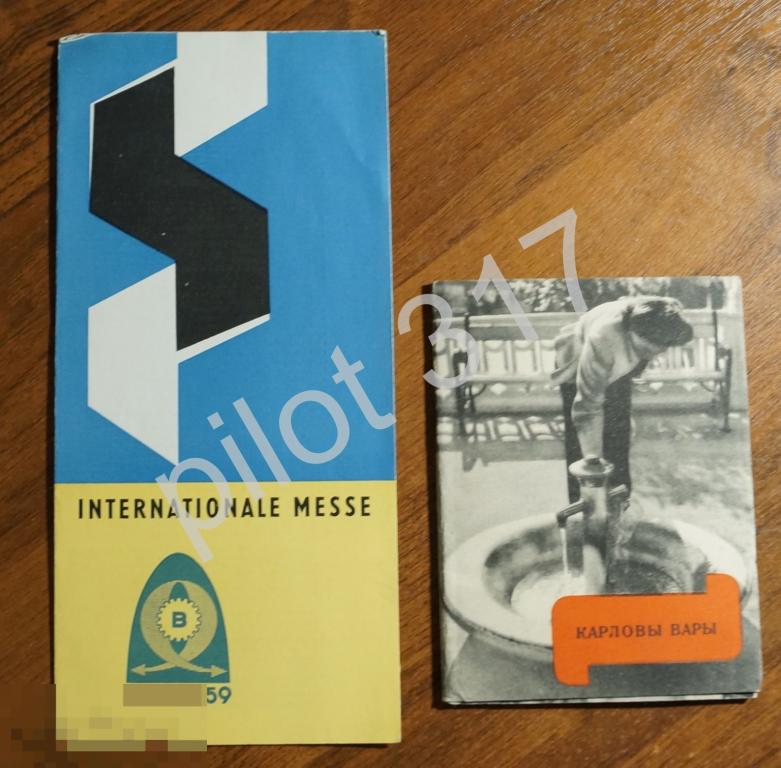 INTERNATIONALE MESSE
B
59
КАРЛОВЫ ВАРЫ
pilot 317